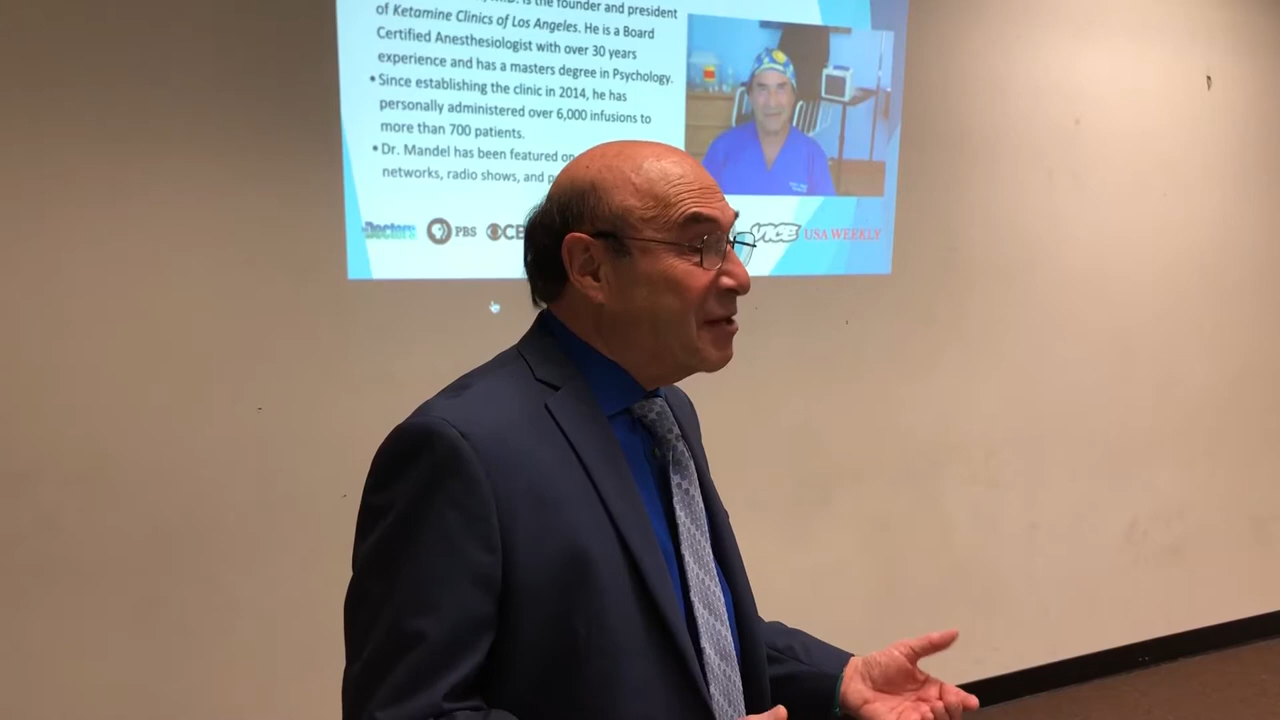 is the founder and president
of Ketamine Clinics of Los Angeles. He is a Board
Certified Anesthesiologist with over 30 years
experience and has a masters degree in Psychology.
• Since establishing the clinic in 2014, he has
personally administered over 6,000 infusions to
more than 700 patients.
• Dr. Mandel has been featured on
networks, radio shows, and
Doctors PBS CB VICE USA WEEKLY